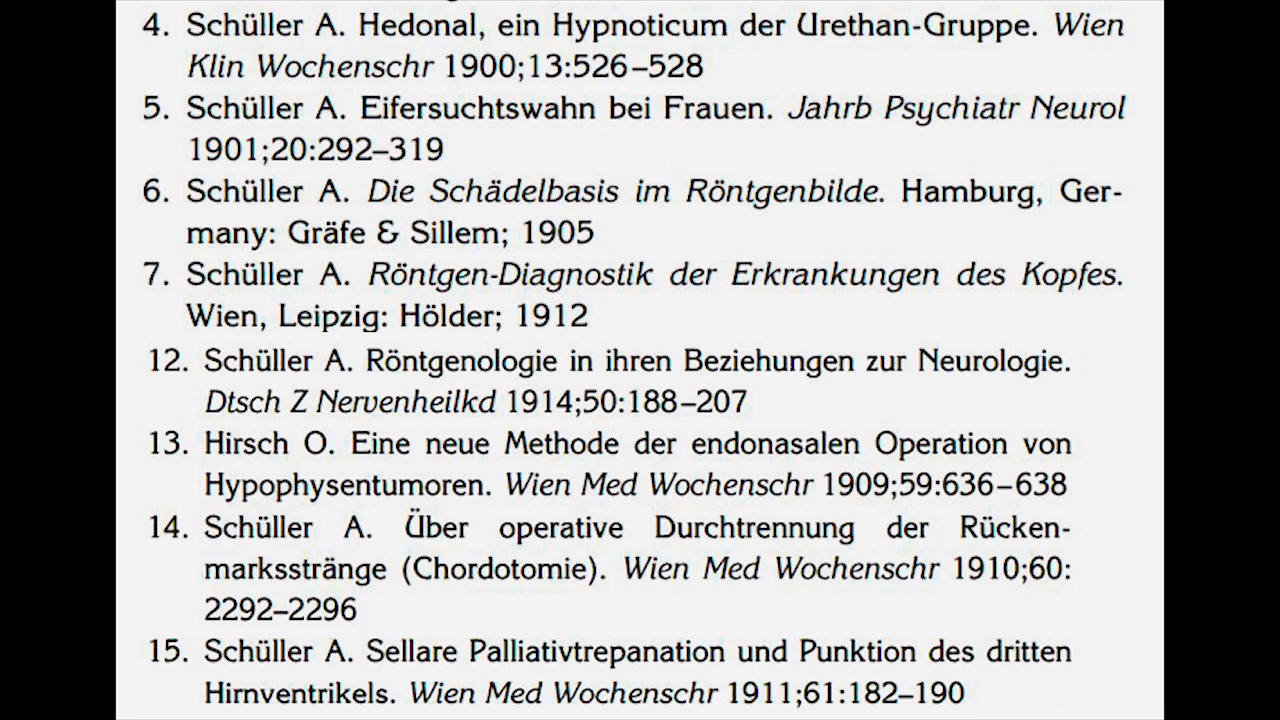 4. Schüller A. Hedonal, ein Hypnoticum der Urethan-Gruppe. Wien
Klin Wochenschr 1900;13:526–528
5. Schüller A. Eifersuchtswahn bei Frauen. Jahrb Psychiatr Neurol
1901;20:292–319
6. Schüller A. Die Schädelbasis im Röntgenbilde. Hamburg, Ger-
many: Gräfe & Sillem; 1905
7. Schüller A. Röntgen-Diagnostik der Erkrankungen des Kopfes.
Wien, Leipzig: Hölder; 1912
12. Schüller A. Röntgenologie in ihren Beziehungen zur Neurologie.
Dtsch Z Nervenheilkd 1914;50:188–207
13. Hirsch O. Eine neue Methode der endonasalen Operation von
Hypophysentumoren. Wien Med Wochenschr 1909;59:636–638
14. Schüller A. Über operative Durchtrennung der Rücken-
marksstränge (Chordotomie). Wien Med Wochenschr 1910;60:
2292–2296
15. Schüller A. Sellare Palliativtrepanation und Punktion des dritten
Hirnventrikels. Wien Med Wochenschr 1911;61:182–190